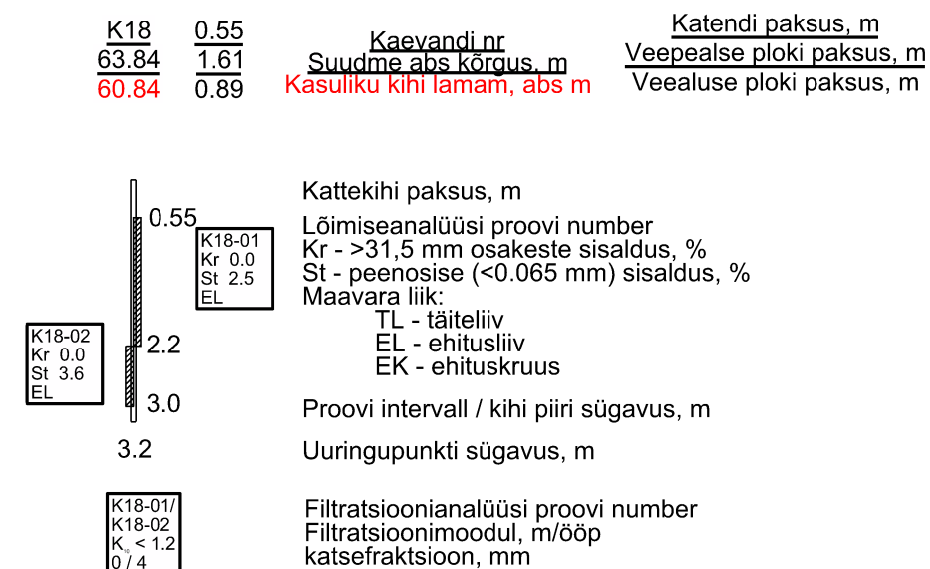 K18 0.55
63.84 1.61
60.84 0.89
Kaevandi nr
Suudme abs kõrgus, m
Kasuliku kihi lamam, abs m
Katendi paksus, m
Veepealse ploki paksus, m
Veealuse ploki paksus, m
Kattekihi paksus, m
0.55
K18-01
Kr 0.0
St 2.5
EL
Lõimiseanalüüsi proovi number
Kr - >31,5 mm osakeste sisaldus, %
St - peenosise (<0.065 mm) sisaldus, %
Maavara liik:
TL - täiteliiv
EL - ehitusliiv
EK - ehituskruus
K18-02
Kr 0.0
St 3.6
EL
2.2
3.0
Proovi intervall / kihi piiri sügavus, m
3.2
Uuringupunkti sügavus, m
K18-01/
K18-02
K₁₀ < 1.2
0 / 4
Filtratsioonianalüüsi proovi number
Filtratsioonimoodul, m/ööp
katsefraktsioon, mm